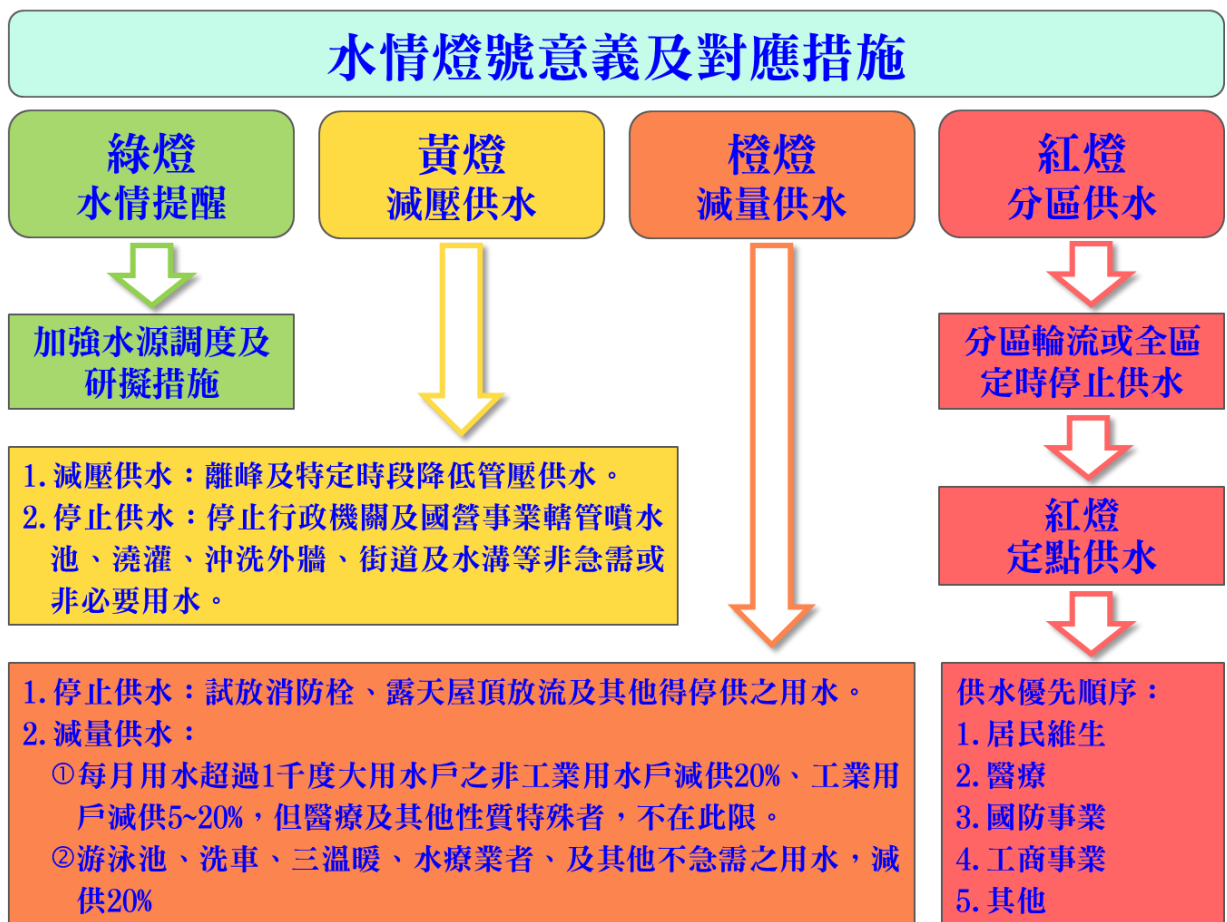 水情燈號意義及對應措施
綠燈
水情提醒
黃燈
減壓供水
橙燈
減量供水
紅燈
分區供水
加強水源調度及
研擬措施
分區輪流或全區
定時停止供水
1. 減壓供水：離峰及特定時段降低管壓供水。
2. 停止供水：停止行政機關及國營事業轄管噴水
池、澆灌、沖洗外牆、街道及水溝等非急需或
非必要用水。
紅燈
定點供水
1. 停止供水：試放消防栓、露天屋頂放流及其他得停供之用水。
2. 減量供水：
①每月用水超過1千度大用水戶之非工業用水戶減供20%、工業用
戶減供5~20%，但醫療及其他性質特殊者，不在此限。
②游泳池、洗車、三溫暖、水療業者、及其他不急需之用水，減
供20%
供水優先順序：
1. 居民維生
2. 醫療
3. 國防事業
4. 工商事業
5. 其他